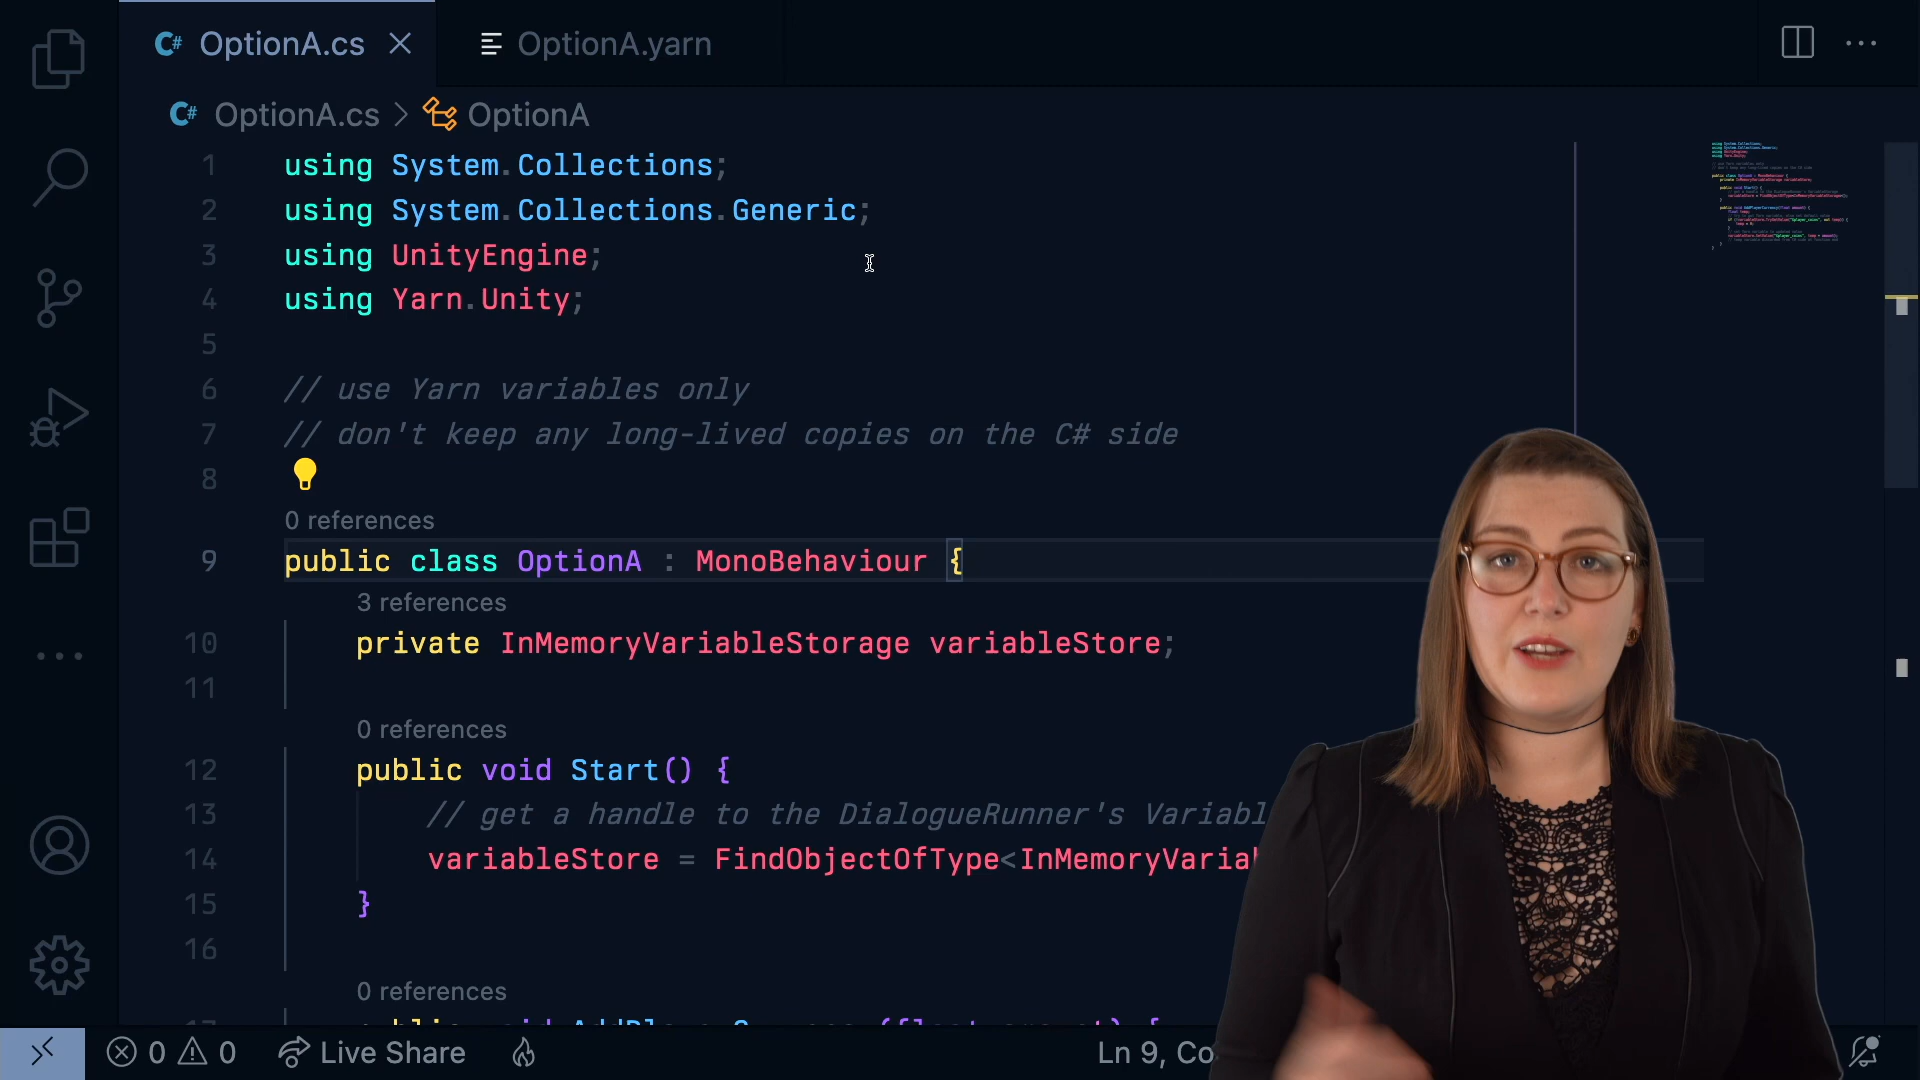 OptionA.cs
OptionA.yarn
OptionA.cs > OptionA
1 using System.Collections;
2 using System.Collections.Generic;
3 using UnityEngine;
4 using Yarn.Unity;
5
6 // use Yarn variables only
7 // don't keep any long-lived copies on the C# side
8
0 references
9 public class OptionA : MonoBehaviour {
3 references
10 private InMemoryVariableStorage variableStore;
11
0 references
12 public void Start() {
13 // get a handle to the DialogueRunner's
14 variableStore = FindObjectOfType<
15 }
16
0 references
Live Share
0 0
Ln 9,